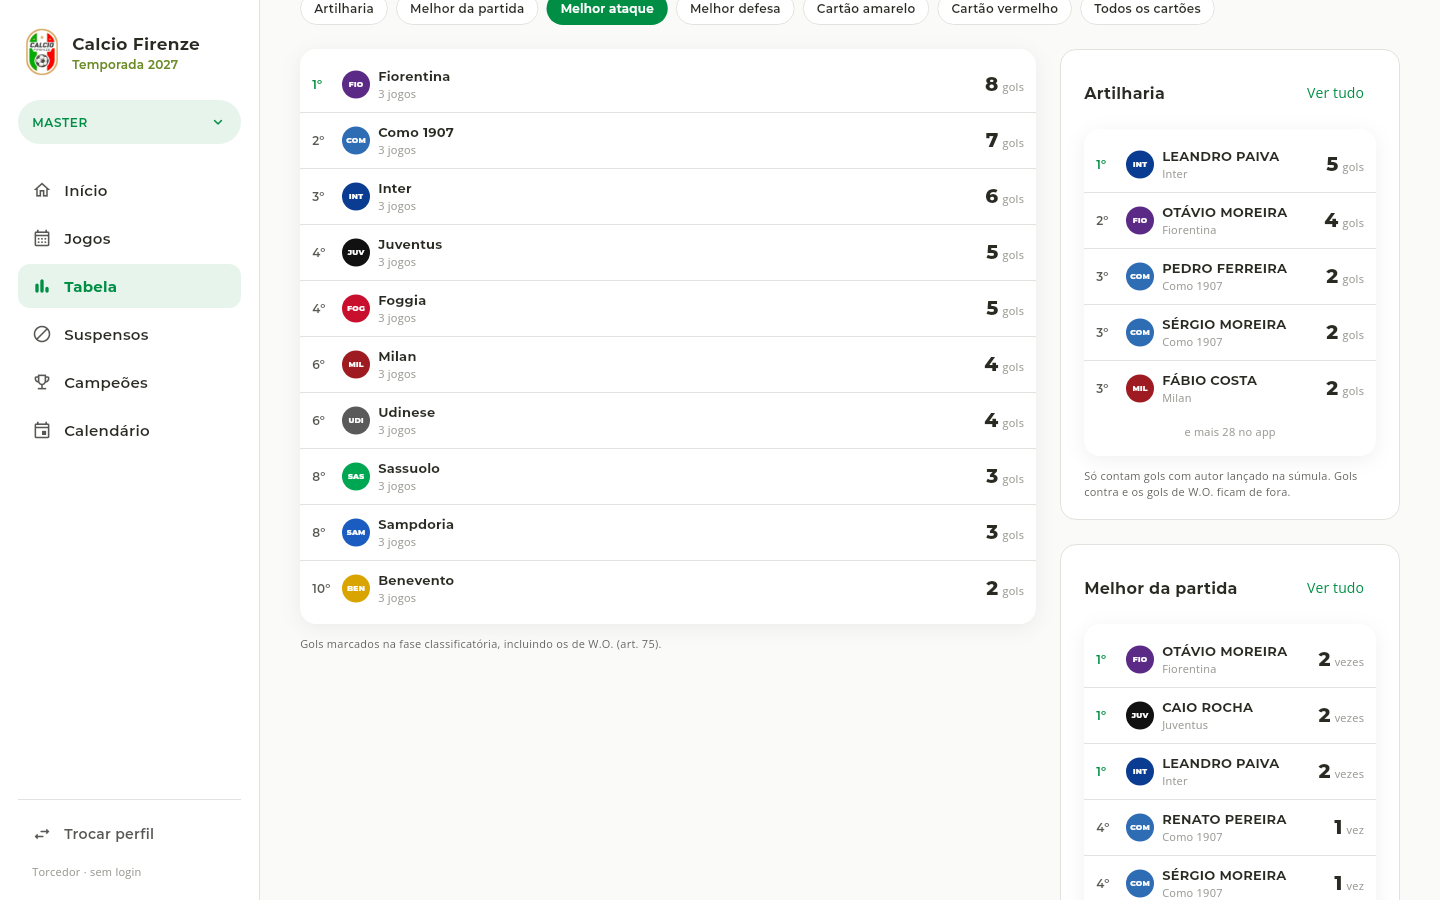 CALCIO
Calcio Firenze
Temporada 2027
MASTER
Início
Jogos
Tabela
Suspensos
Campeões
Calendário
Trocar perfil
Torcedor · sem login
Artilharia
Melhor da partida
Melhor ataque
Melhor defesa
Cartão amarelo
Cartão vermelho
Todos os cartões
1º FIO Fiorentina 8 gols
3 jogos
2º COM Como 1907 7 gols
3 jogos
3º INT Inter 6 gols
3 jogos
4º JUV Juventus 5 gols
3 jogos
4º FOG Foggia 5 gols
3 jogos
6º MIL Milan 4 gols
3 jogos
6º UDI Udinese 4 gols
3 jogos
8º SAS Sassuolo 3 gols
3 jogos
8º SAM Sampdoria 3 gols
3 jogos
10º BEN Benevento 2 gols
3 jogos
Gols marcados na fase classificatória, incluindo os de W.O. (art. 75).
Artilharia Ver tudo
1º INT LEANDRO PAIVA 5 gols
Inter
2º FIO OTÁVIO MOREIRA 4 gols
Fiorentina
3º COM PEDRO FERREIRA 2 gols
Como 1907
3º COM SÉRGIO MOREIRA 2 gols
Como 1907
3º MIL FÁBIO COSTA 2 gols
Milan
e mais 28 no app
Só contam gols com autor lançado na súmula. Gols
contra e os gols de W.O. ficam de fora.
Melhor da partida Ver tudo
1º FIO OTÁVIO MOREIRA 2 vezes
Fiorentina
1º JUV CAIO ROCHA 2 vezes
Juventus
1º INT LEANDRO PAIVA 2 vezes
Inter
4º COM RENATO PEREIRA 1 vez
Como 1907
4º COM SÉRGIO MOREIRA 1 vez
Como 1907